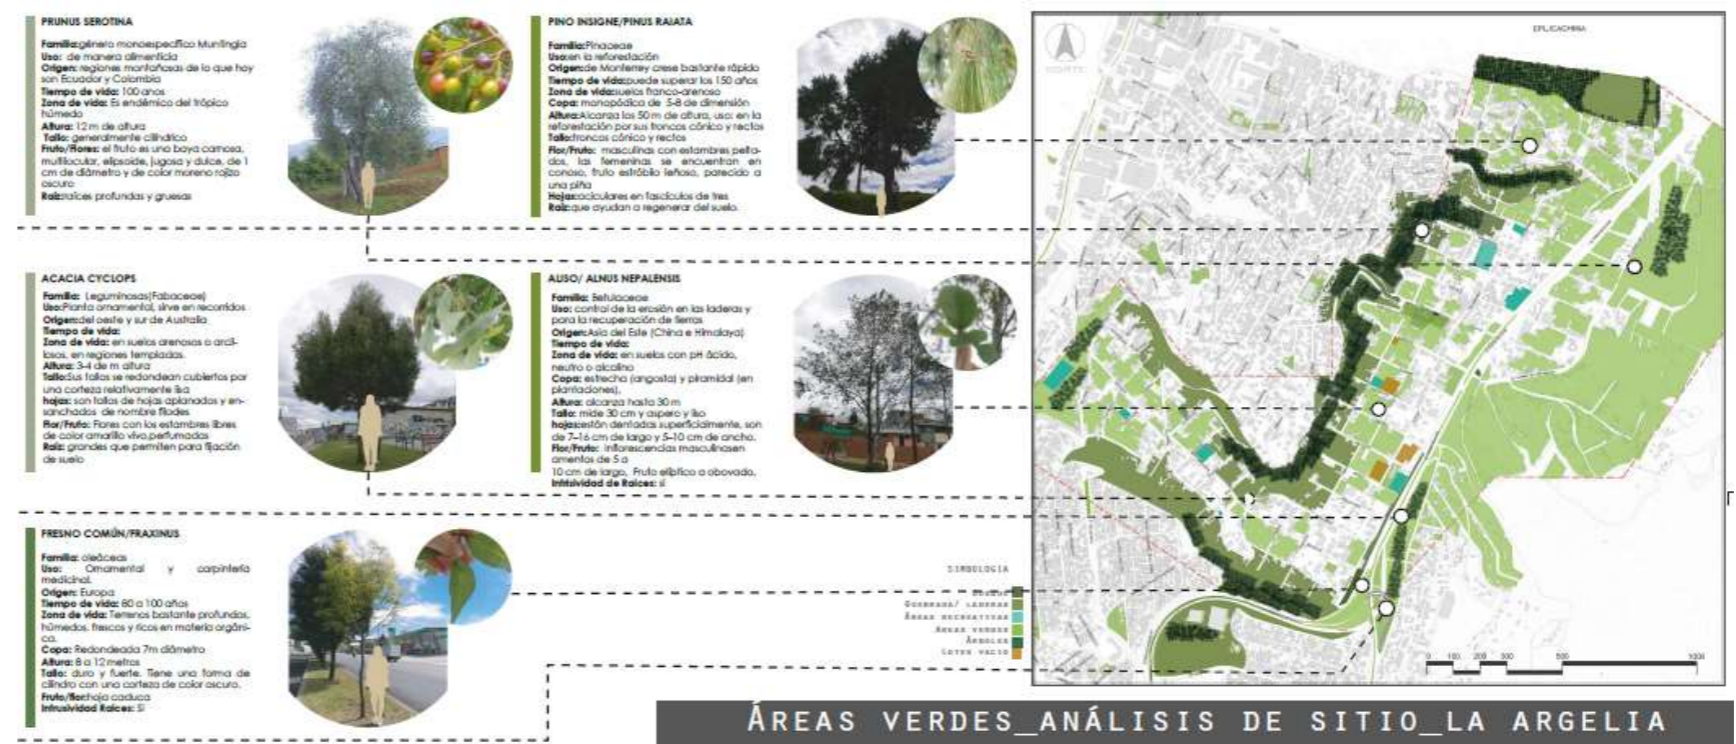 PRUNUS SEROTINA
Familia:género monoespecífico Muntingia
Uso: de manera alimenticia
Origen: regiones montañosas de lo que hoy
son Ecuador y Colombia
Tiempo de vida: 100 anos
Zona de vida: Es endémico del trópico
húmedo
Altura: 12 m de altura
Tallo: generalmente cilíndrico
Fruto/Flores: el fruto es una baya carnosa,
multilocular, elipsoide, jugosa y dulce, de 1
cm de diámetro y de color moreno rojizo
oscuro
Raíz:raíces profundas y gruesas
PINO INSIGNE/PINUS RAIATA
Familia:Pinaceae
Uso:en la reforestación
Origen:de Monterrey crese bastante rápido
Tiempo de vida:puede superar los 150 años
Zona de vida:suelos franco-arenoso
Copa: monopódica de 5-8 de dimensión
Altura:Alcanza los 50 m de altura, uso: en la
reforestación por sus troncos cónico y rectos
Tallo:troncos cónico y rectos
Flor/Fruto: masculinas con estambres pelta-
dos, las femeninas se encuentran en
conoso, fruto estróbilo leñoso, parecido a
una piña
Hojas:aciculares en fascículos de tres
Raíz:que ayudan a regenerar del suelo.
ACACIA CYCLOPS
Familia: Leguminosas(Fabaceae)
Uso:Planta ornamental, sirve en recorridos
Origen:del oeste y sur de Australia
Tiempo de vida:
Zona de vida: en suelos arenosos o arci-
llosos, en regiones templadas.
Altura: 3-4 de m altura
Tallo:Sus tallos se redondean cubiertos por
una corteza relativamente lisa
hojas: son tallos de hojas aplanados y en-
sanchados de nombre filodes
Flor/Fruto: Flores con los estambres libres
de color amarillo vivo,perfumadas
Raíz: grandes que permiten para fijación
de suelo
ALISO/ ALNUS NEPALENSIS
Familia: Betulaceae
Uso: control de la erosión en las laderas y
para la recuperación de tierras
Origen:Asia del Este (China e Himalaya)
Tiempo de vida:
Zona de vida: en suelos con pH ácido,
neutro o alcalino
Copa: estrecha (angosta) y piramidal (en
plantaciones),
Altura: alcanza hasta 30 m
Tallo: mide 30 cm y aspero y liso
hojas:están dentadas superficialmente, son
de 7–16 cm de largo y 5–10 cm de ancho.
Flor/Fruto: inflorescencias masculinasen
amentos de 5 a
10 cm de largo, Fruto elíptico a obovado,
Intrusividad de Raíces: si
FRESNO COMÚN/FRAXINUS
Familia: oleáceas
Uso: Ornamental y carpintería
medicinal.
Origen: Europa
Tiempo de vida: 80 a 100 años
Zona de vida: Terrenos bastante profundos,
húmedos, frescos y ricos en materia orgáni-
ca.
Copa: Redondeada 7m diámetro
Altura: 8 a 12 metros
Tallo: duro y fuerte. Tiene una forma de
cilindro con una corteza de color oscuro.
Fruto/flor:hoja caduca
Intrusividad Raíces: Si
NORTE
EPLICACHIMA
SIMBOLOGIA
QUEBRADA/ LADERAS
ÁREAS RECREATIVAS
ÁREAS VERDES
ÁRBOLES
LOTES VACIO
0 100 200 300 500 1000
ÁREAS VERDES_ANÁLISIS DE SITIO_LA ARGELIA